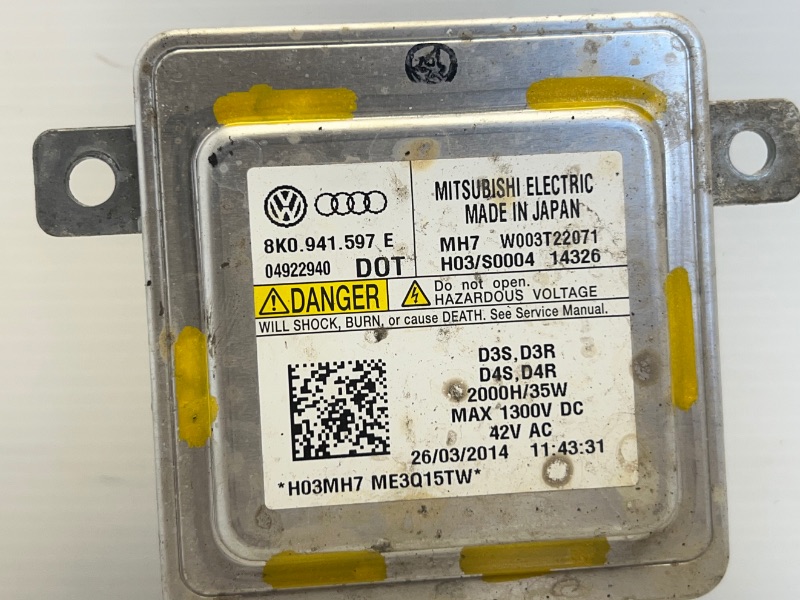 8K0.941.597 E
04922940 DOT
MITSUBISHI ELECTRIC
MADE IN JAPAN
MH7 W003T22071
H03/S0004 14326
DANGER
Do not open.
HAZARDOUS VOLTAGE
WILL SHOCK, BURN, or cause DEATH. See Service Manual.
D3S,D3R
D4S,D4R
2000H/35W
MAX 1300V DC
42V AC
26/03/2014 11:43:31
*H03MH7 ME3Q15TW*